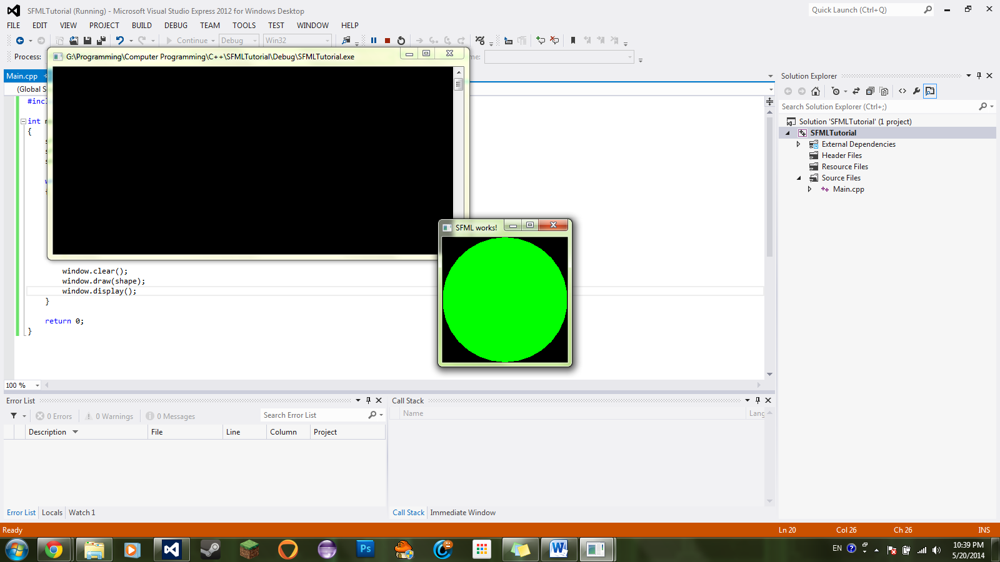 SFMLTutorial (Running) - Microsoft Visual Studio Express 2012 for Windows Desktop
Quick Launch (Ctrl+Q)
FILE EDIT VIEW PROJECT BUILD DEBUG TEAM TOOLS TEST WINDOW HELP
Continue Debug Win32
Process:
G:\Programming\Computer Programming\C++\SFMLTutorial\Debug\SFMLTutorial.exe
Main.cpp
(Global S
#incl
int m
{
window.clear();
window.draw(shape);
window.display();
}
return 0;
}
SFML works!
100 %
Solution Explorer
Search Solution Explorer (Ctrl+;)
Solution 'SFMLTutorial' (1 project)
SFMLTutorial
External Dependencies
Header Files
Resource Files
Source Files
Main.cpp
Error List
0 Errors 0 Warnings 0 Messages
Search Error List
Description File Line Column Project
Error List Locals Watch 1
Call Stack
Name Lang
Call Stack Immediate Window
Ready Ln 20 Col 26 Ch 26 INS
Ps
EN
10:39 PM
5/20/2014